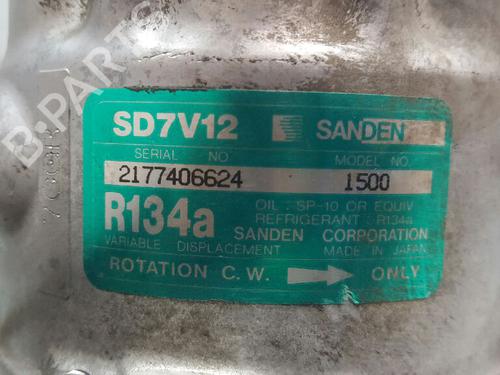 SD7V12 SANDEN
SERIAL NO MODEL NO.
2177406624 1500
R134a OIL : SP-10 OR EQUIV
REFRIGERANT : R134a
SANDEN CORPORATION
VARIABLE DISPLACEMENT MADE IN JAPAN
ROTATION C.W. ONLY
B-PARTS